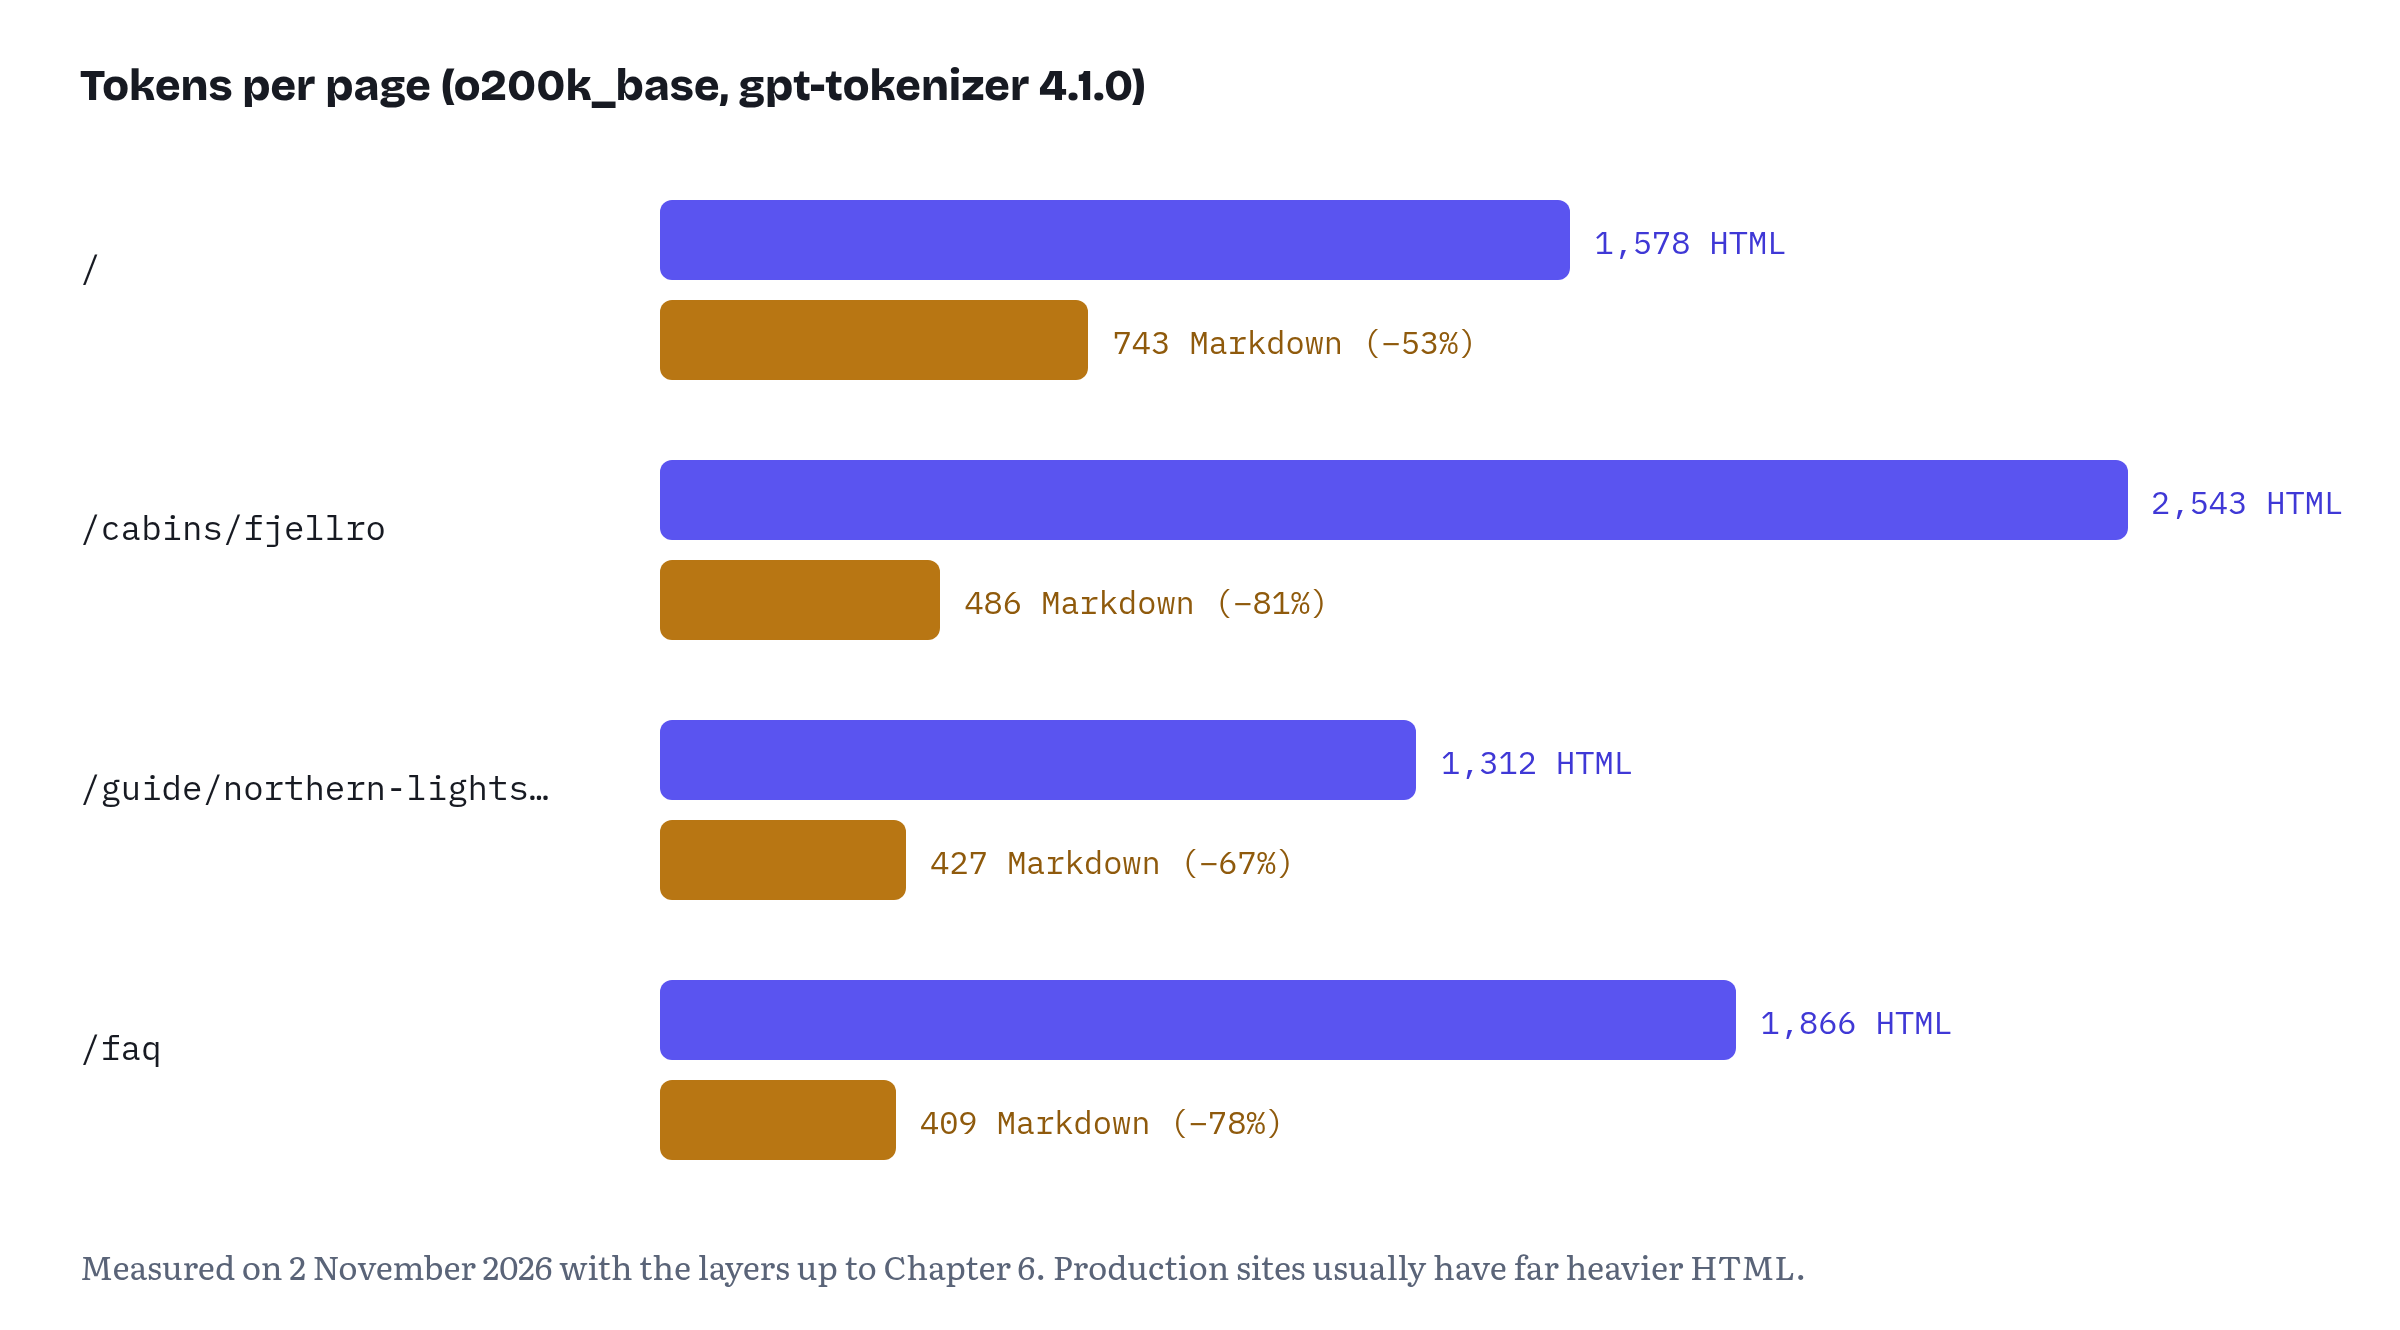 Tokens per page (o200k_base, gpt-tokenizer 4.1.0)
/
1,578 HTML
743 Markdown (−53%)
/cabins/fjellro
2,543 HTML
486 Markdown (−81%)
/guide/northern-lights…
1,312 HTML
427 Markdown (−67%)
/faq
1,866 HTML
409 Markdown (−78%)
Measured on 2 November 2026 with the layers up to Chapter 6. Production sites usually have far heavier HTML.